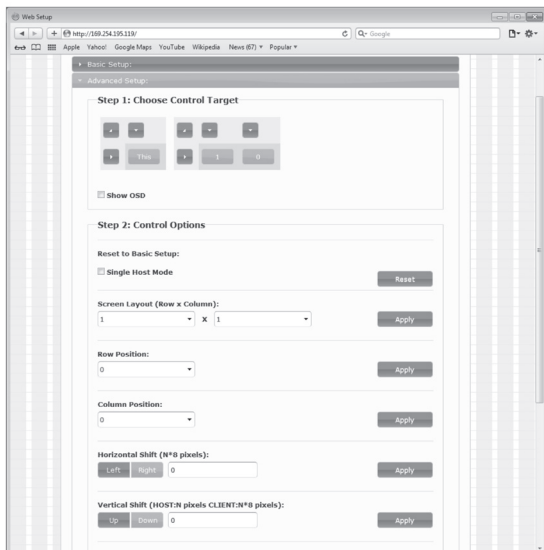 Web Setup
http://169.254.195.119/
Google
Apple Yahoo! Google Maps YouTube Wikipedia News (67) Popular
Basic Setup:
Advanced Setup:
Step 1: Choose Control Target
This 1 0
Show OSD
Step 2: Control Options
Reset to Basic Setup:
Single Host Mode
Reset
Screen Layout (Row x Column):
1 X 1 Apply
Row Position:
0 Apply
Column Position:
0 Apply
Horizontal Shift (N*8 pixels):
Left Right 0 Apply
Vertical Shift (HOST:N pixels CLIENT:N*8 pixels):
Up Down 0 Apply